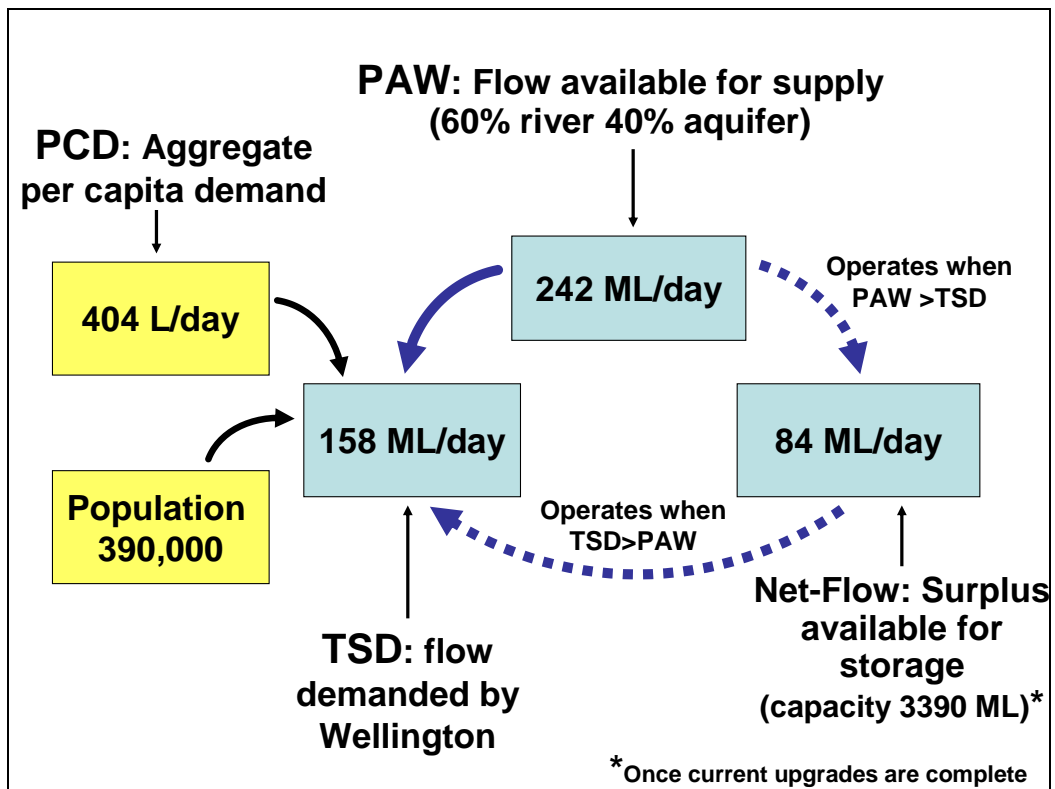 PAW: Flow available for supply
(60% river 40% aquifer)
PCD: Aggregate
per capita demand
404 L/day
242 ML/day
Operates when
PAW >TSD
158 ML/day
84 ML/day
Population
390,000
Operates when
TSD>PAW
TSD: flow
demanded by
Wellington
Net-Flow: Surplus
available for
storage
(capacity 3390 ML)*
*Once current upgrades are complete